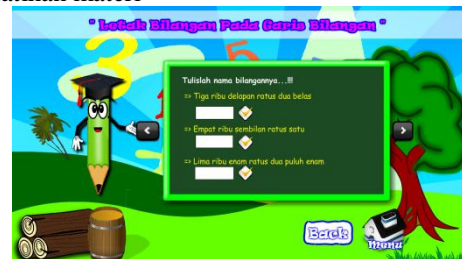 " Letak Bilangan Pada Garis Bilangan "
Tulislah nama bilangannya...!!!
=> Tiga ribu delapan ratus dua belas
=> Empat ribu sembilan ratus satu
=> Lima ribu enam ratus dua puluh enam
Back
Menu